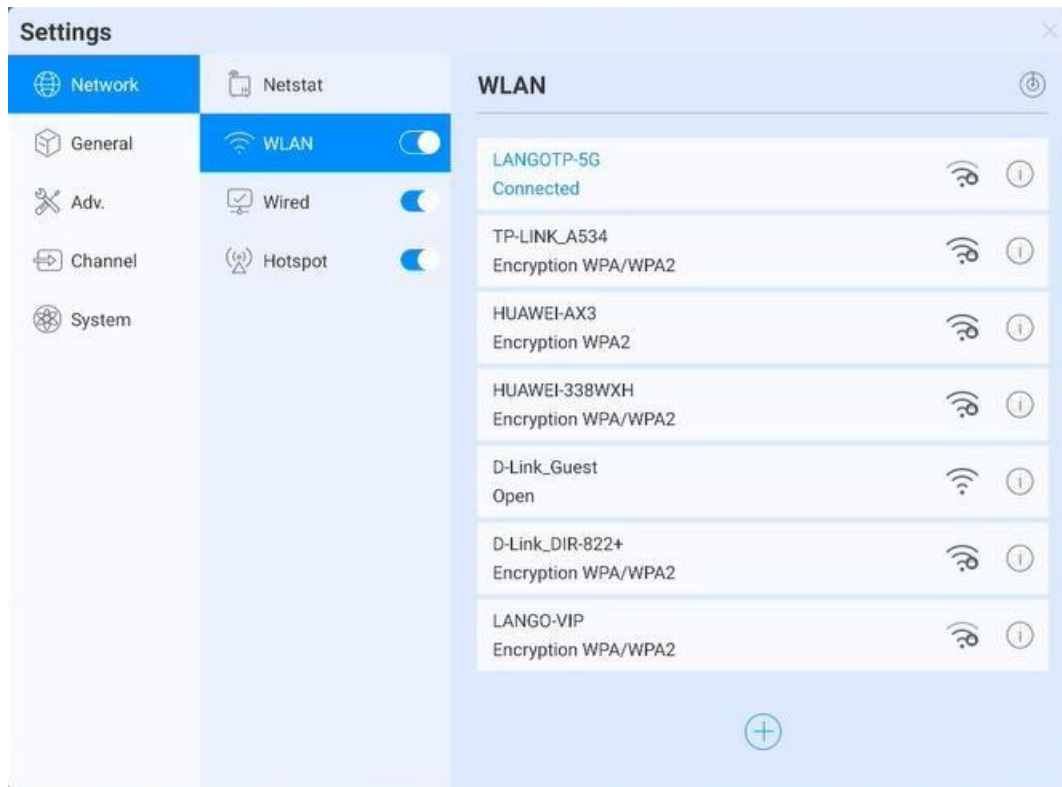 Settings
Network
General
Adv.
Channel
System
Netstat
WLAN
Wired
Hotspot
WLAN
LANGOTP-5G
Connected
TP-LINK_A534
Encryption WPA/WPA2
HUAWEI-AX3
Encryption WPA2
HUAWEI-338WXH
Encryption WPA/WPA2
D-Link_Guest
Open
D-Link_DIR-822+
Encryption WPA/WPA2
LANGO-VIP
Encryption WPA/WPA2